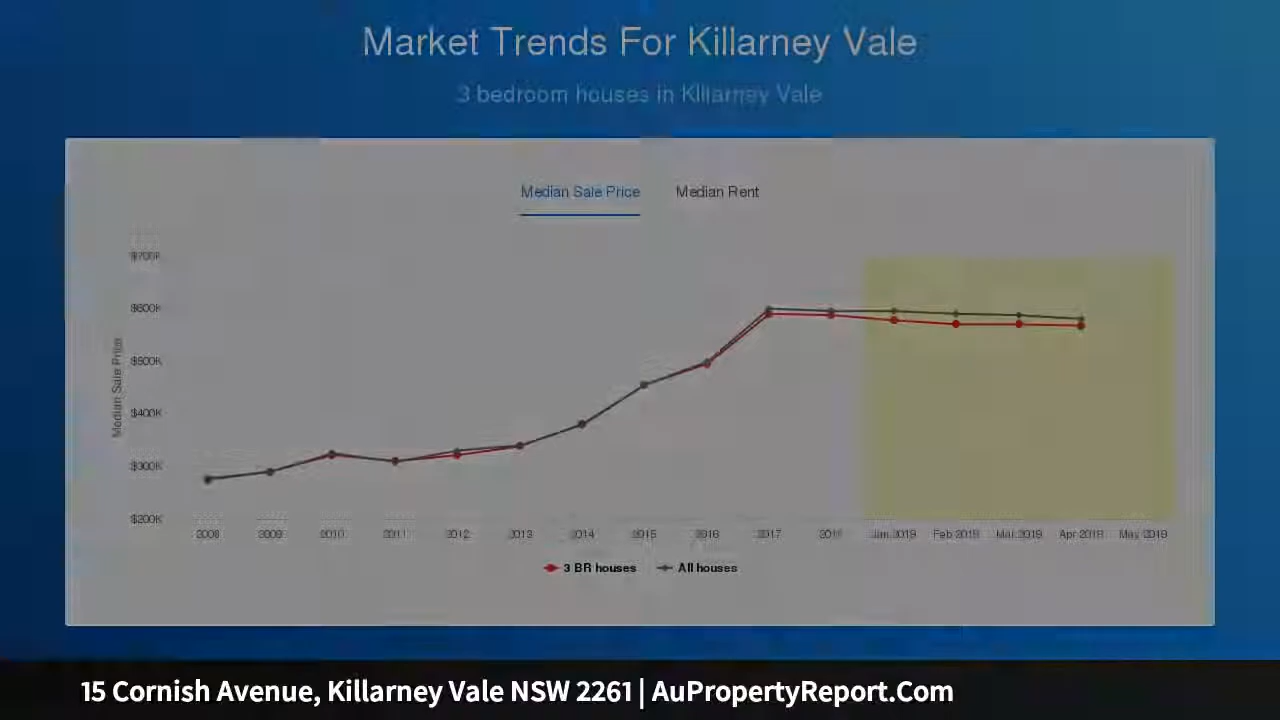 Market Trends For Killarney Vale
3 bedroom houses in Killarney Vale
Median Sale Price Median Rent
$700K
$600K
$500K
$400K
$300K
$200K
Median Sale Price
2008 2009 2010 2011 2012 2013 2014 2015 2016 2017 2018 Jan 2019 Feb 2019 Mar 2019 Apr 2019 May 2019
3 BR houses All houses
15 Cornish Avenue, Killarney Vale NSW 2261 | AuPropertyReport.Com